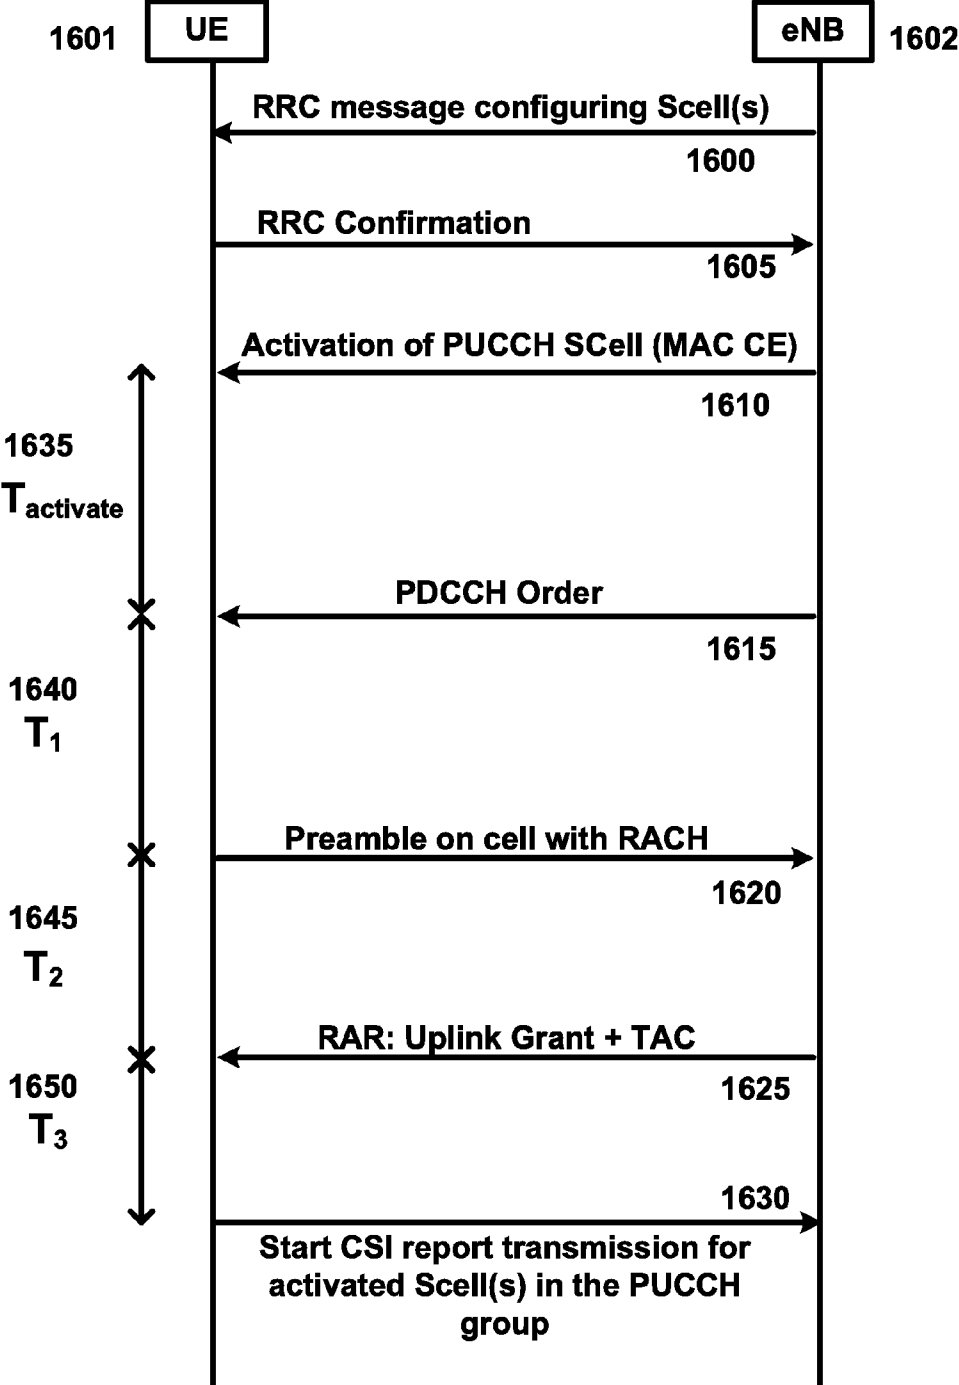 1601
UE
eNB
1602
RRC message configuring Scell(s)
1600
RRC Confirmation
1605
Activation of PUCCH SCell (MAC CE)
1610
1635
Tactivate
PDCCH Order
1615
1640
T1
Preamble on cell with RACH
1620
1645
T2
RAR: Uplink Grant + TAC
1625
1650
T3
1630
Start CSI report transmission for
activated Scell(s) in the PUCCH
group